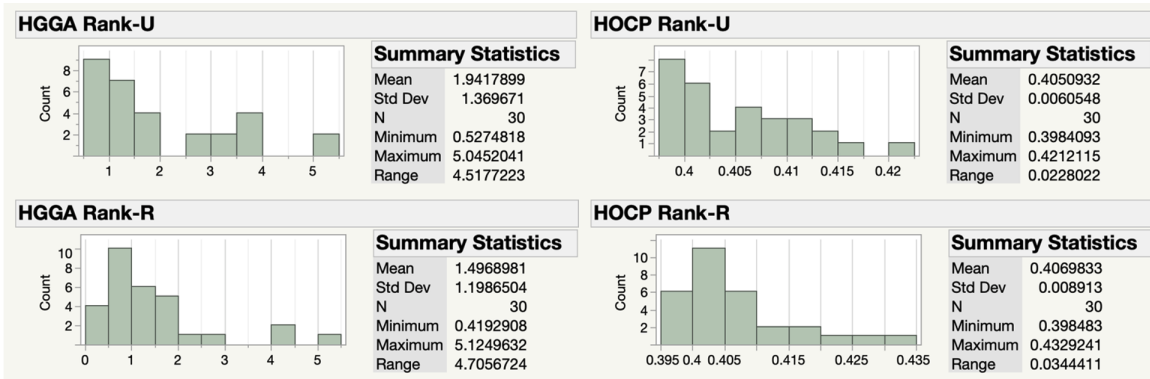 HGGA Rank-U
Count
8
6
4
2
1 2 3 4 5
Summary Statistics
Mean 1.9417899
Std Dev 1.369671
N 30
Minimum 0.5274818
Maximum 5.0452041
Range 4.5177223
HOCP Rank-U
Count
7
6
5
4
3
2
1
0.4 0.405 0.41 0.415 0.42
Summary Statistics
Mean 0.4050932
Std Dev 0.0060548
N 30
Minimum 0.3984093
Maximum 0.4212115
Range 0.0228022
HGGA Rank-R
Count
10
8
6
4
2
0 1 2 3 4 5
Summary Statistics
Mean 1.4968981
Std Dev 1.1986504
N 30
Minimum 0.4192908
Maximum 5.1249632
Range 4.7056724
HOCP Rank-R
Count
10
8
6
4
2
0.395 0.4 0.405 0.415 0.425 0.435
Summary Statistics
Mean 0.4069833
Std Dev 0.008913
N 30
Minimum 0.398483
Maximum 0.4329241
Range 0.0344411